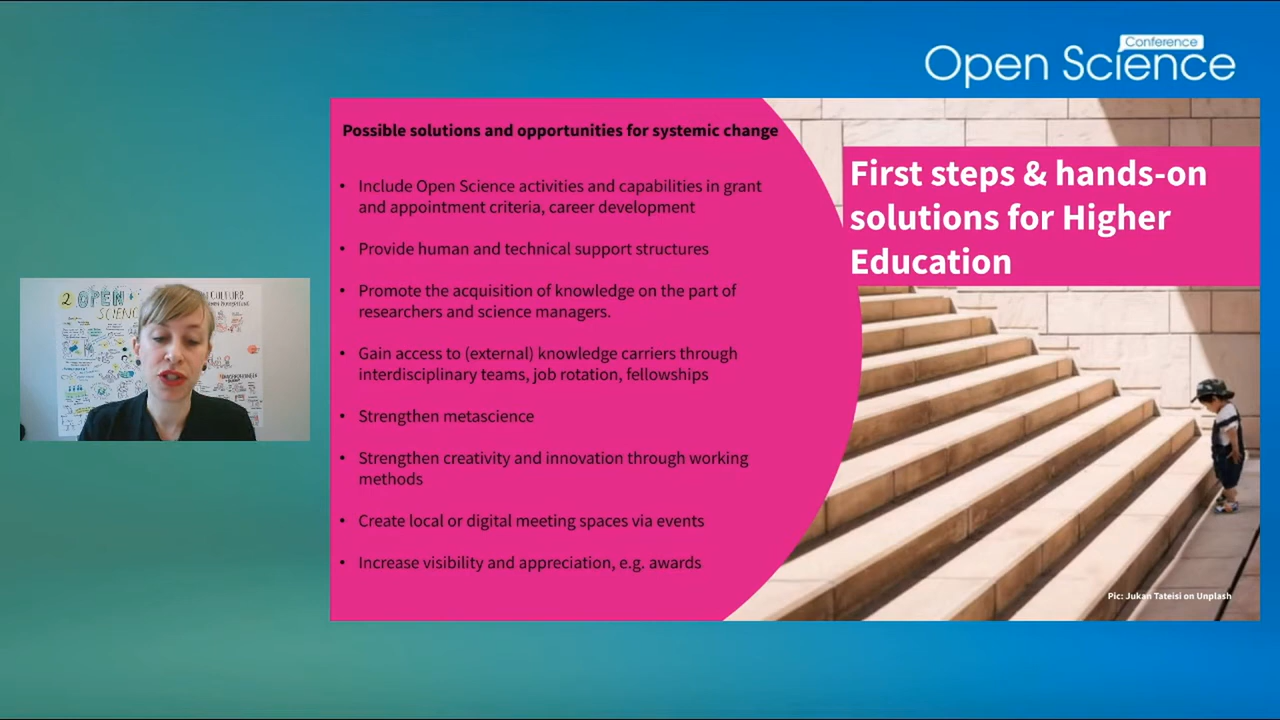 Conference
Open Science
Possible solutions and opportunities for systemic change
First steps & hands-on
solutions for Higher
Education
• Include Open Science activities and capabilities in grant
and appointment criteria, career development
• Provide human and technical support structures
• Promote the acquisition of knowledge on the part of
researchers and science managers.
• Gain access to (external) knowledge carriers through
interdisciplinary teams, job rotation, fellowships
• Strengthen metascience
• Strengthen creativity and innovation through working
methods
• Create local or digital meeting spaces via events
• Increase visibility and appreciation, e.g. awards
Pic: Jukan Tateisi on Unplash
2 OPEN
CULTURE